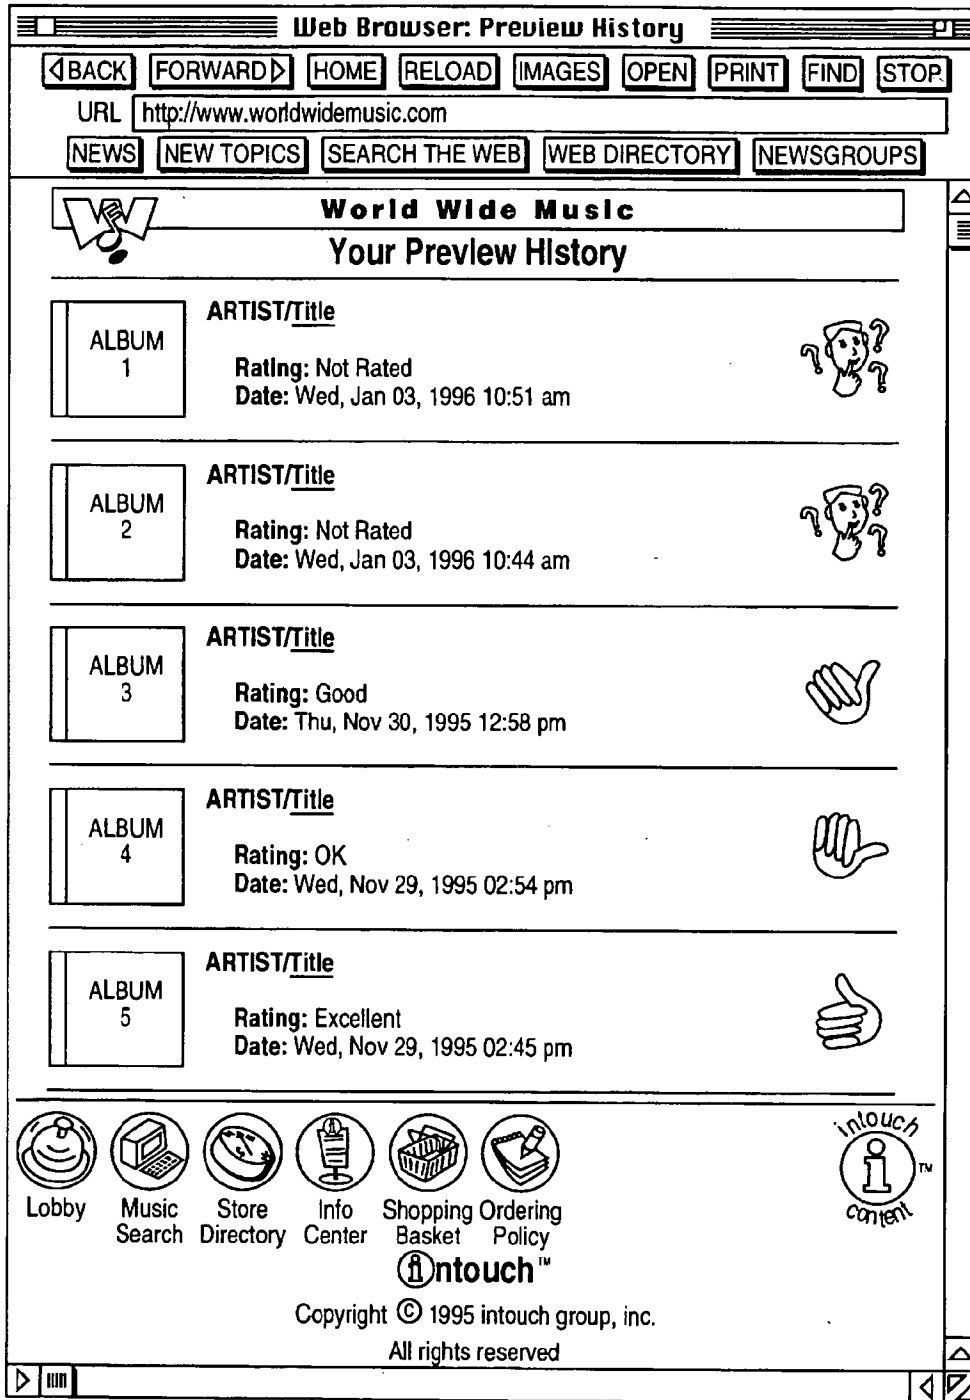 Web Browser: Preview History
BACK FORWARD HOME RELOAD IMAGES OPEN PRINT FIND STOP
URL http://www.worldwidemusic.com
NEWS NEW TOPICS SEARCH THE WEB WEB DIRECTORY NEWSGROUPS
World Wide Music
Your Preview History
ALBUM
1
ARTIST/Title
Rating: Not Rated
Date: Wed, Jan 03, 1996 10:51 am
? ? ?
ALBUM
2
ARTIST/Title
Rating: Not Rated
Date: Wed, Jan 03, 1996 10:44 am
? ? ?
ALBUM
3
ARTIST/Title
Rating: Good
Date: Thu, Nov 30, 1995 12:58 pm
ALBUM
4
ARTIST/Title
Rating: OK
Date: Wed, Nov 29, 1995 02:54 pm
ALBUM
5
ARTIST/Title
Rating: Excellent
Date: Wed, Nov 29, 1995 02:45 pm
Lobby
Music Search
Store Directory
Info Center
Shopping Basket
Ordering Policy
intouch
i ™
content
intouch™
Copyright © 1995 intouch group, inc.
All rights reserved